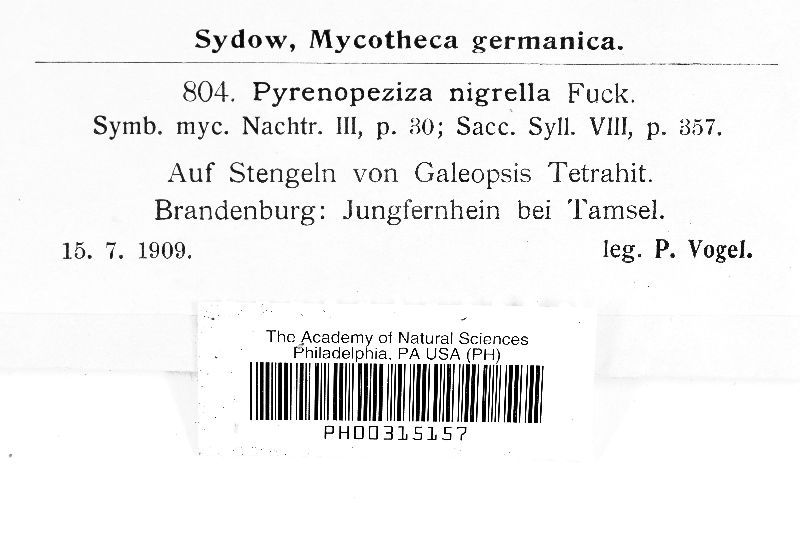 Sydow, Mycotheca germanica.
804. Pyrenopeziza nigrella Fuck.
Symb. myc. Nachtr. III, p. 30; Sacc. Syll. VIII, p. 357.
Auf Stengeln von Galeopsis Tetrahit.
Brandenburg: Jungfernhein bei Tamsel.
15. 7. 1909. leg. P. Vogel.
The Academy of Natural Sciences
Philadelphia, PA USA (PH)
PH00315157